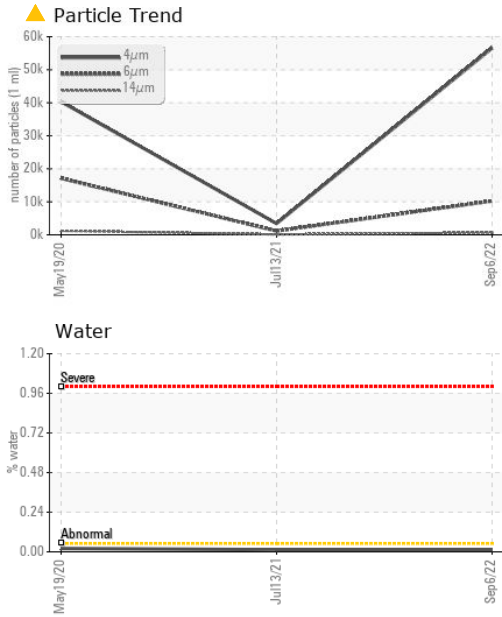 Particle Trend
number of particles (1 ml)
60k
50k
40k
30k
20k
10k
0k
4µm
6µm
14µm
May19/20
Jul13/21
Sep6/22
Water
% water
1.20
0.96
0.72
0.48
0.24
0.00
Severe
Abnormal
May19/20
Jul13/21
Sep6/22